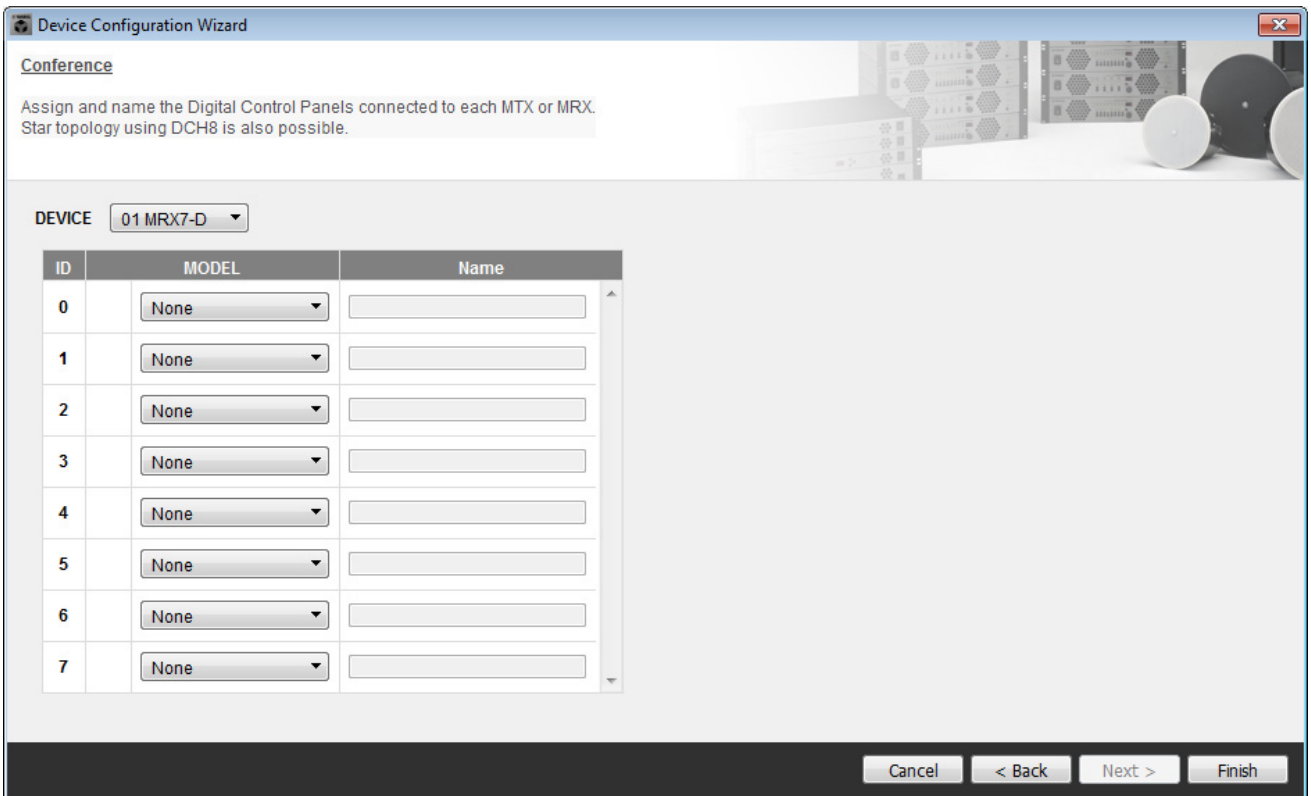 Device Configuration Wizard
Conference
Assign and name the Digital Control Panels connected to each MTX or MRX.
Star topology using DCH8 is also possible.
DEVICE 01 MRX7-D
ID MODEL Name
0 None
1 None
2 None
3 None
4 None
5 None
6 None
7 None
Cancel < Back Next > Finish